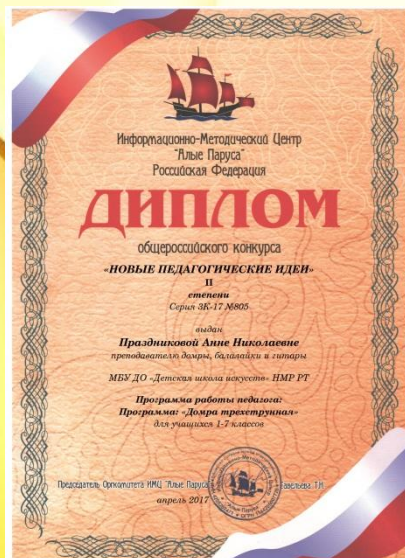 Информационно-Методический Центр
"Алые Паруса"
Российская Федерация
ДИПЛОМ
общероссийского конкурса
«НОВЫЕ ПЕДАГОГИЧЕСКИЕ ИДЕИ»
II
степени
Серия ЗК-17 №805
выдан
Праздниковой Анне Николаевне
преподавателю домры, балалайки и гитары
МБУ ДО «Детская школа искусств» НМР РТ
Программа работы педагога:
Программа: «Домра трехструнная»
для учащихся 1-7 классов
Председатель Оргкомитета ИМЦ "Алые Паруса"
апрель 2017